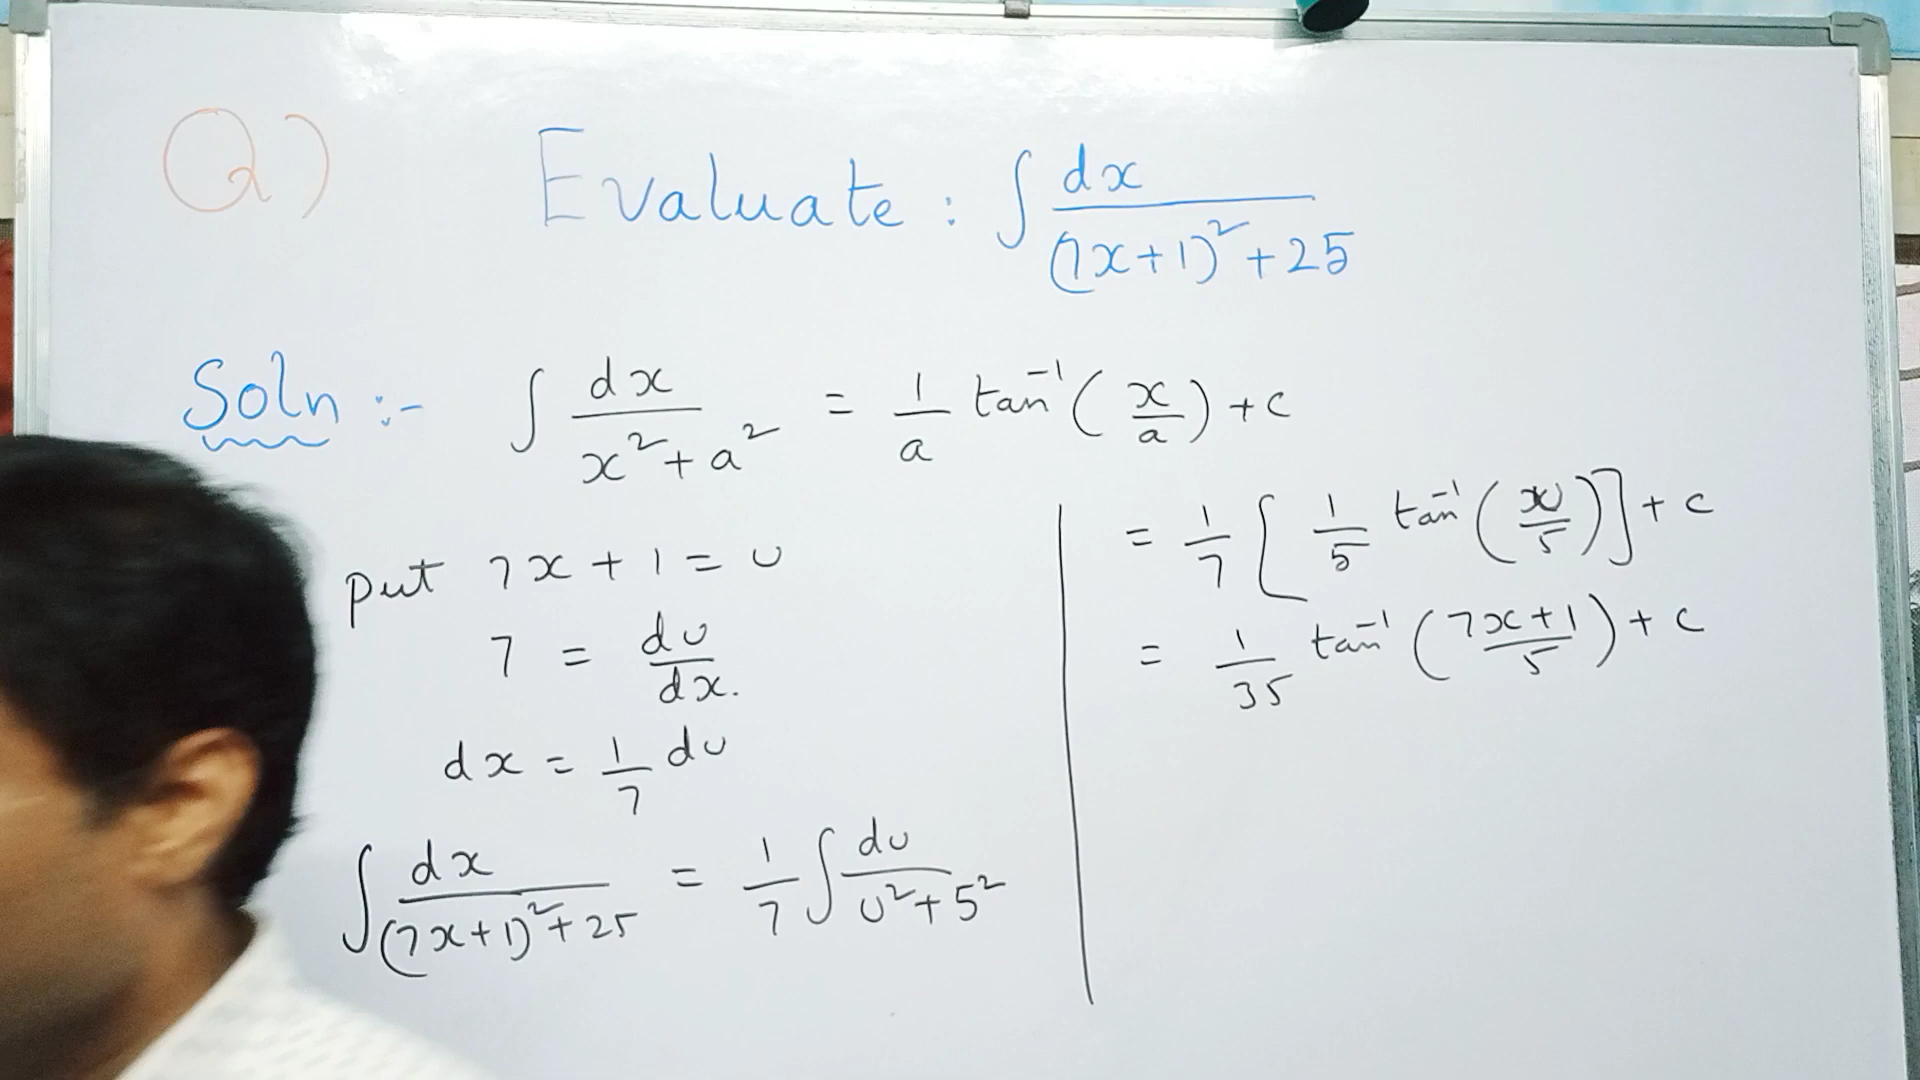 Q) Evaluate : ∫ dx / ((7x+1)² + 25)
Soln :- ∫ dx / (x² + a²) = 1/a tan⁻¹(x/a) + c
put 7x + 1 = u
7 = du/dx.
dx = 1/7 du
∫ dx / ((7x+1)² + 25) = 1/7 ∫ du / (u² + 5²)
= 1/7 [ 1/5 tan⁻¹(u/5) ] + c
= 1/35 tan⁻¹((7x+1)/5) + c